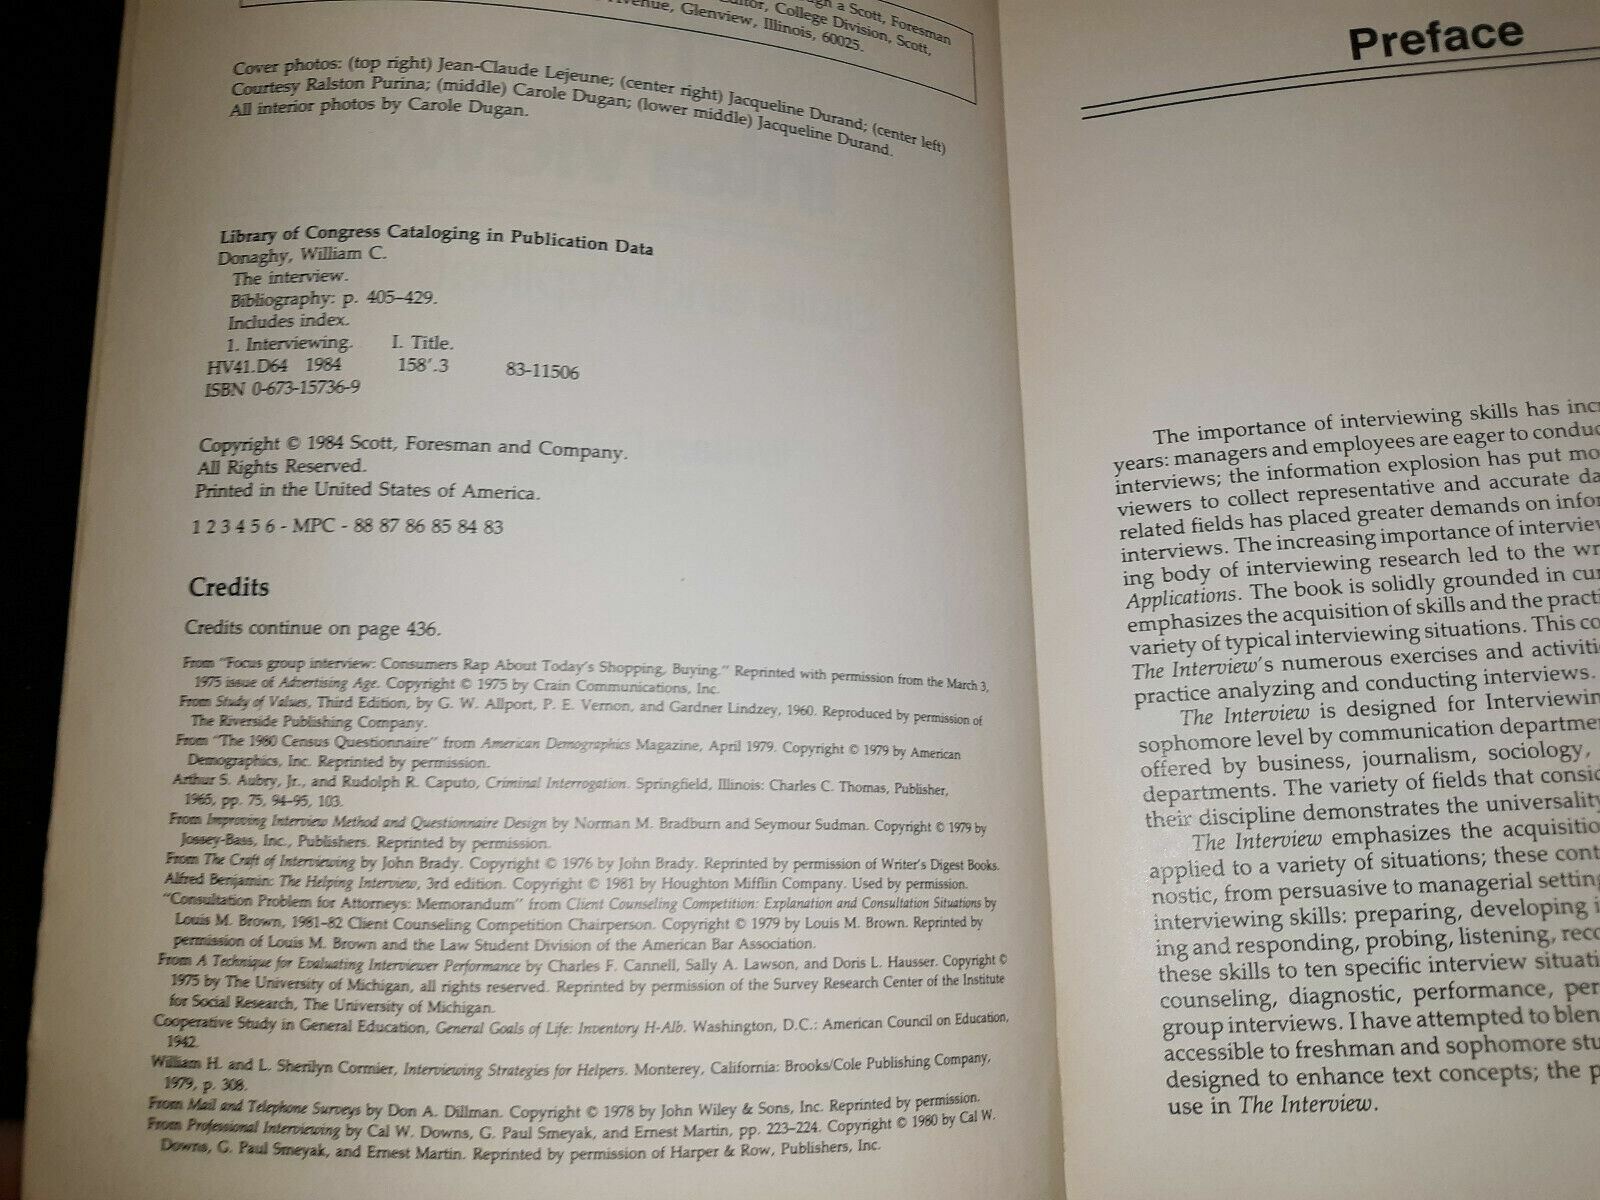 gh a Scott, Foresman
Editor, College Division, Scott,
Avenue, Glenview, Illinois, 60025.
Cover photos: (top right) Jean-Claude Lejeune; (center right) Jacqueline Durand; (center left)
Courtesy Ralston Purina; (middle) Carole Dugan; (lower middle) Jacqueline Durand.
All interior photos by Carole Dugan.
Library of Congress Cataloging in Publication Data
Donaghy, William C.
The interview.
Bibliography: p. 405–429.
Includes index.
1. Interviewing. I. Title.
HV41.D64 1984 158′.3 83-11506
ISBN 0-673-15736-9
Copyright © 1984 Scott, Foresman and Company.
All Rights Reserved.
Printed in the United States of America.
1 2 3 4 5 6 - MPC - 88 87 86 85 84 83
Credits
Credits continue on page 436.
From "Focus group interview: Consumers Rap About Today's Shopping, Buying." Reprinted with permission from the March 3,
1975 issue of Advertising Age. Copyright © 1975 by Crain Communications, Inc.
From Study of Values, Third Edition, by G. W. Allport, P. E. Vernon, and Gardner Lindzey, 1960. Reproduced by permission of
The Riverside Publishing Company.
From "The 1980 Census Questionnaire" from American Demographics Magazine, April 1979. Copyright © 1979 by American
Demographics, Inc. Reprinted by permission.
Arthur S. Aubry, Jr., and Rudolph R. Caputo, Criminal Interrogation. Springfield, Illinois: Charles C. Thomas, Publisher,
1965, pp. 75, 94–95, 103.
From Improving Interview Method and Questionnaire Design by Norman M. Bradburn and Seymour Sudman. Copyright © 1979 by
Jossey-Bass, Inc., Publishers. Reprinted by permission.
From The Craft of Interviewing by John Brady. Copyright © 1976 by John Brady. Reprinted by permission of Writer's Digest Books.
Alfred Benjamin: The Helping Interview, 3rd edition. Copyright © 1981 by Houghton Mifflin Company. Used by permission.
"Consultation Problem for Attorneys: Memorandum" from Client Counseling Competition: Explanation and Consultation Situations by
Louis M. Brown, 1981–82 Client Counseling Competition Chairperson. Copyright © 1979 by Louis M. Brown. Reprinted by
permission of Louis M. Brown and the Law Student Division of the American Bar Association.
From A Technique for Evaluating Interviewer Performance by Charles F. Cannell, Sally A. Lawson, and Doris L. Hausser. Copyright ©
1975 by The University of Michigan, all rights reserved. Reprinted by permission of the Survey Research Center of the Institute
for Social Research, The University of Michigan.
Cooperative Study in General Education, General Goals of Life: Inventory H-Alb. Washington, D.C.: American Council on Education,
1942.
William H. and L. Sherilyn Cormier, Interviewing Strategies for Helpers. Monterey, California: Brooks/Cole Publishing Company,
1979, p. 308.
From Mail and Telephone Surveys by Don A. Dillman. Copyright © 1978 by John Wiley & Sons, Inc. Reprinted by permission.
From Professional Interviewing by Cal W. Downs, G. Paul Smeyak, and Ernest Martin, pp. 223–224. Copyright © 1980 by Cal W.
Downs, G. Paul Smeyak, and Ernest Martin. Reprinted by permission of Harper & Row, Publishers, Inc.
Preface
The importance of interviewing skills has incr
years: managers and employees are eager to conduc
interviews; the information explosion has put mo
viewers to collect representative and accurate da
related fields has placed greater demands on infor
interviews. The increasing importance of interview
ing body of interviewing research led to the wr
Applications. The book is solidly grounded in cur
emphasizes the acquisition of skills and the practi
variety of typical interviewing situations. This co
The Interview's numerous exercises and activiti
practice analyzing and conducting interviews.
The Interview is designed for Interviewin
sophomore level by communication departme
offered by business, journalism, sociology,
departments. The variety of fields that consid
their discipline demonstrates the universality
The Interview emphasizes the acquisitio
applied to a variety of situations; these cont
nostic, from persuasive to managerial setting
interviewing skills: preparing, developing i
ing and responding, probing, listening, reco
these skills to ten specific interview situati
counseling, diagnostic, performance, per
group interviews. I have attempted to blen
accessible to freshman and sophomore stu
designed to enhance text concepts; the p
use in The Interview.